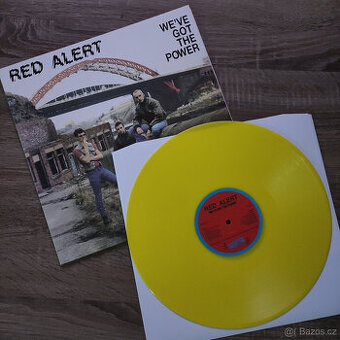 RED ALERT
WE'VE
GOT
THE
POWER
RED ALERT
© Bazos.cz